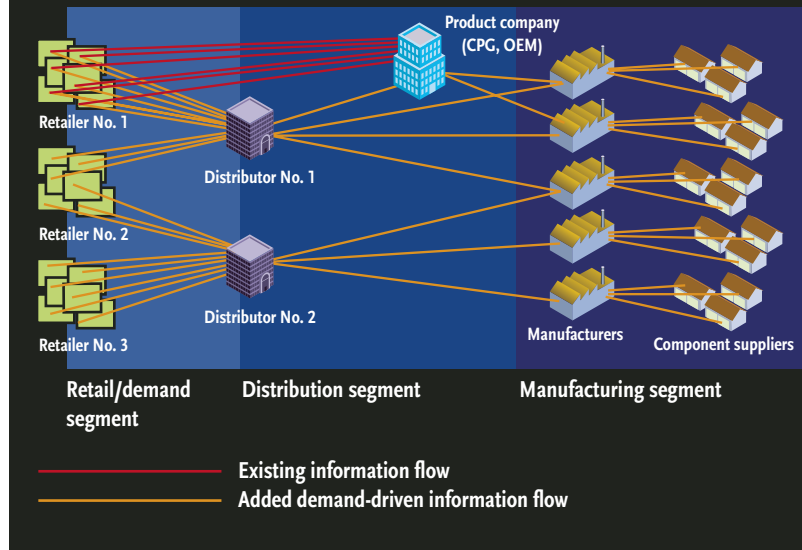 Product company
(CPG, OEM)
Retailer No. 1
Distributor No. 1
Retailer No. 2
Distributor No. 2
Retailer No. 3
Manufacturers
Component suppliers
Retail/demand
segment
Distribution segment
Manufacturing segment
Existing information flow
Added demand-driven information flow